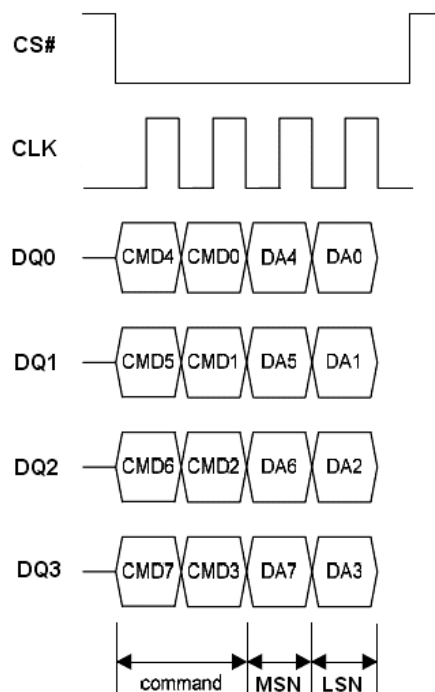 CS#
CLK
DQ0 CMD4 CMD0 DA4 DA0
DQ1 CMD5 CMD1 DA5 DA1
DQ2 CMD6 CMD2 DA6 DA2
DQ3 CMD7 CMD3 DA7 DA3
command MSN LSN